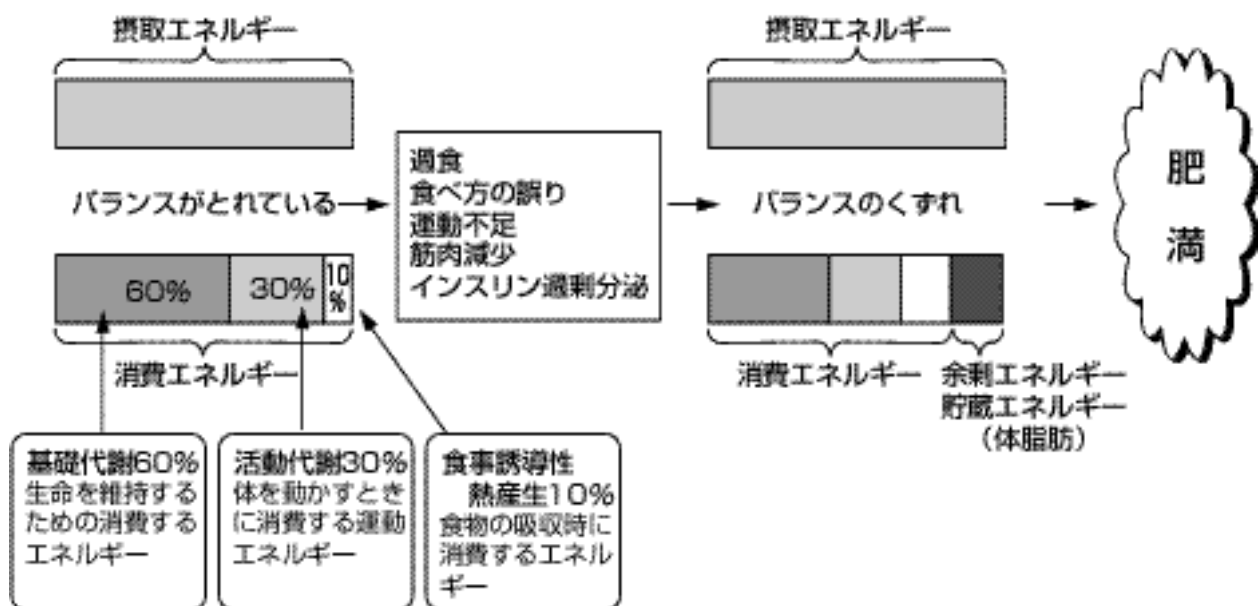 摂取エネルギー
バランスがとれている
60%
30%
10
%
消費エネルギー
基礎代謝60%
生命を維持する
ための消費する
エネルギー
活動代謝30%
体を動かすとき
に消費する運動
エネルギー
食事誘導性
熱産生10%
食物の吸収時に
消費するエネル
ギー
過食
食べ方の誤り
運動不足
筋肉減少
インスリン過剰分泌
摂取エネルギー
バランスのくずれ
消費エネルギー
余剰エネルギー
貯蔵エネルギー
(体脂肪)
肥満